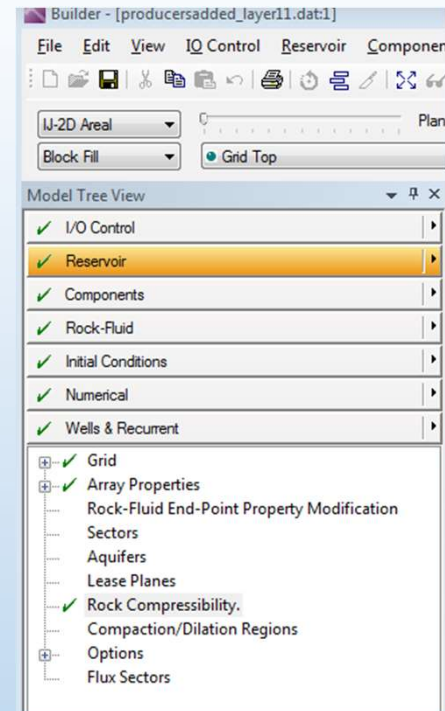 Builder - [producersadded_layer11.dat:1]
File Edit View IO Control Reservoir Componen
IJ-2D Areal Plan
Block Fill Grid Top
Model Tree View
I/O Control
Reservoir
Components
Rock-Fluid
Initial Conditions
Numerical
Wells & Recurrent
Grid
Array Properties
Rock-Fluid End-Point Property Modification
Sectors
Aquifers
Lease Planes
Rock Compressibility.
Compaction/Dilation Regions
Options
Flux Sectors